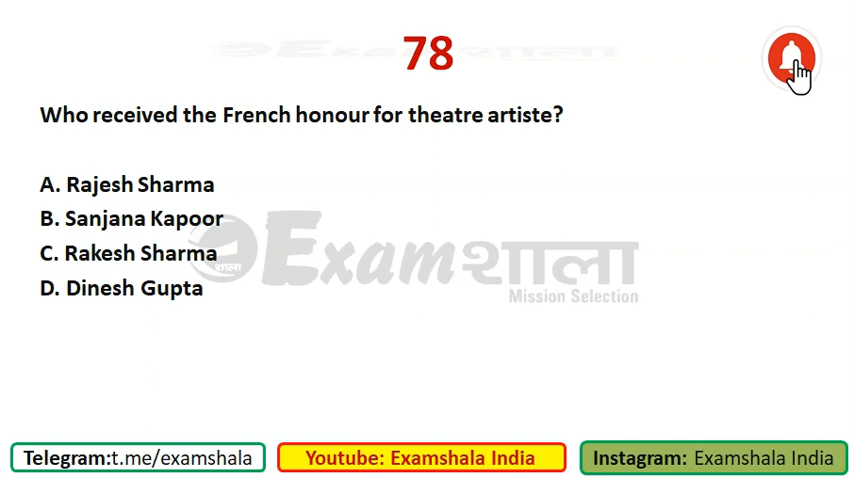 78
Who received the French honour for theatre artiste?
A. Rajesh Sharma
B. Sanjana Kapoor
C. Rakesh Sharma
D. Dinesh Gupta
Examशाला
शाला
Mission Selection
Telegram:t.me/examshala
Youtube: Examshala India
Instagram: Examshala India